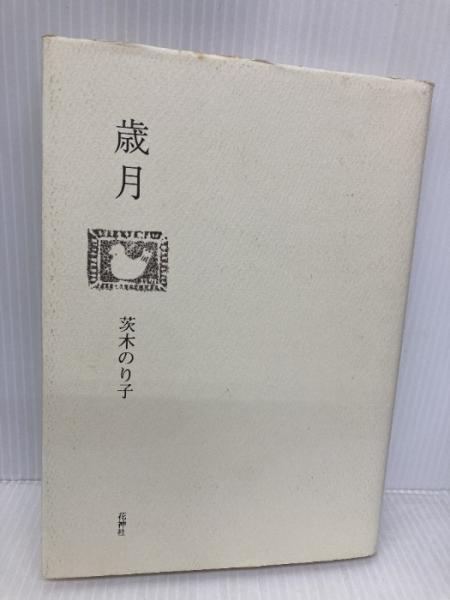 歳月
茨木のり子
花神社